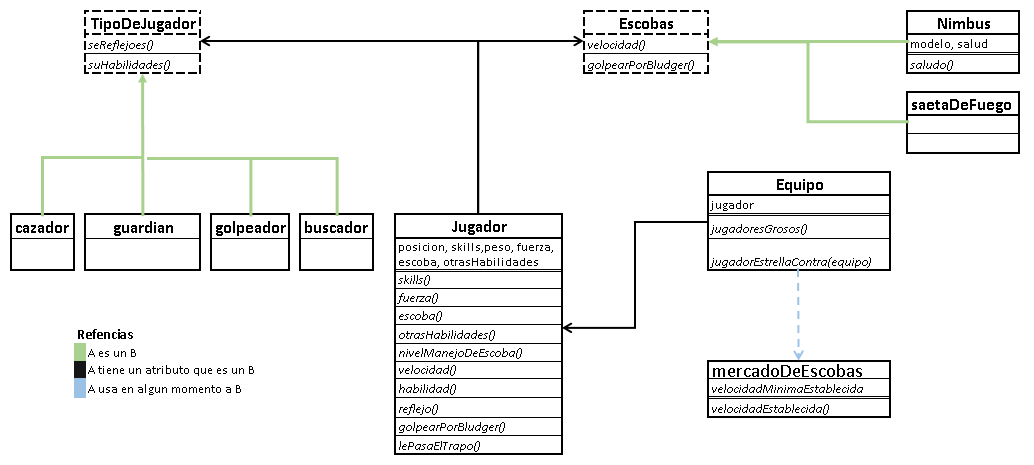 TipoDeJugador
seReflejoes()
suHabilidades()
Escobas
velocidad()
golpearPorBludger()
Nimbus
modelo, salud
saludo()
saetaDeFuego
Equipo
jugador
jugadoresGrosos()
jugadorEstrellaContra(equipo)
cazador
guardian
golpeador
buscador
Jugador
posicion, skills,peso, fuerza,
escoba, otrasHabilidades
skills()
fuerza()
escoba()
otrasHabilidades()
nivelManejoDeEscoba()
velocidad()
habilidad()
reflejo()
golpearPorBludger()
lePasaElTrapo()
Refencias
A es un B
A tiene un atributo que es un B
A usa en algun momento a B
mercadoDeEscobas
velocidadMinimaEstablecida
velocidadEstablecida()